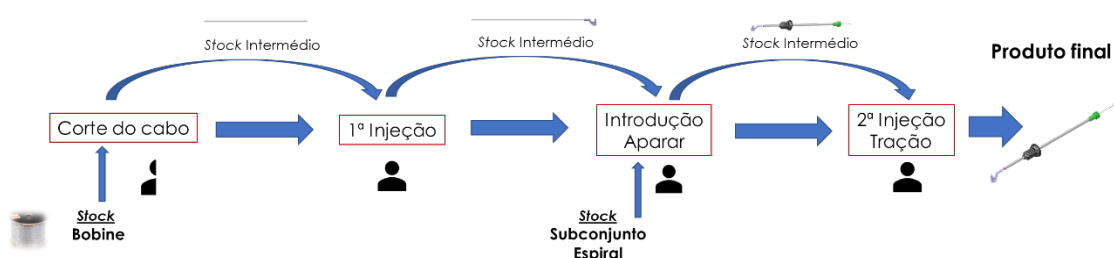 Stock Intermédio
Stock Intermédio
Stock Intermédio
Produto final
Corte do cabo
1ª Injeção
Introdução
Aparar
2ª Injeção
Tração
Stock
Bobine
Stock
Subconjunto
Espiral